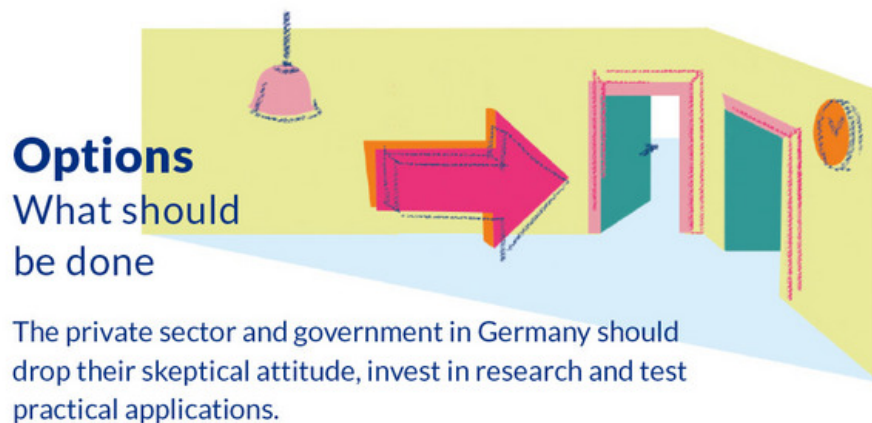 Options
What should
be done
The private sector and government in Germany should
drop their skeptical attitude, invest in research and test
practical applications.